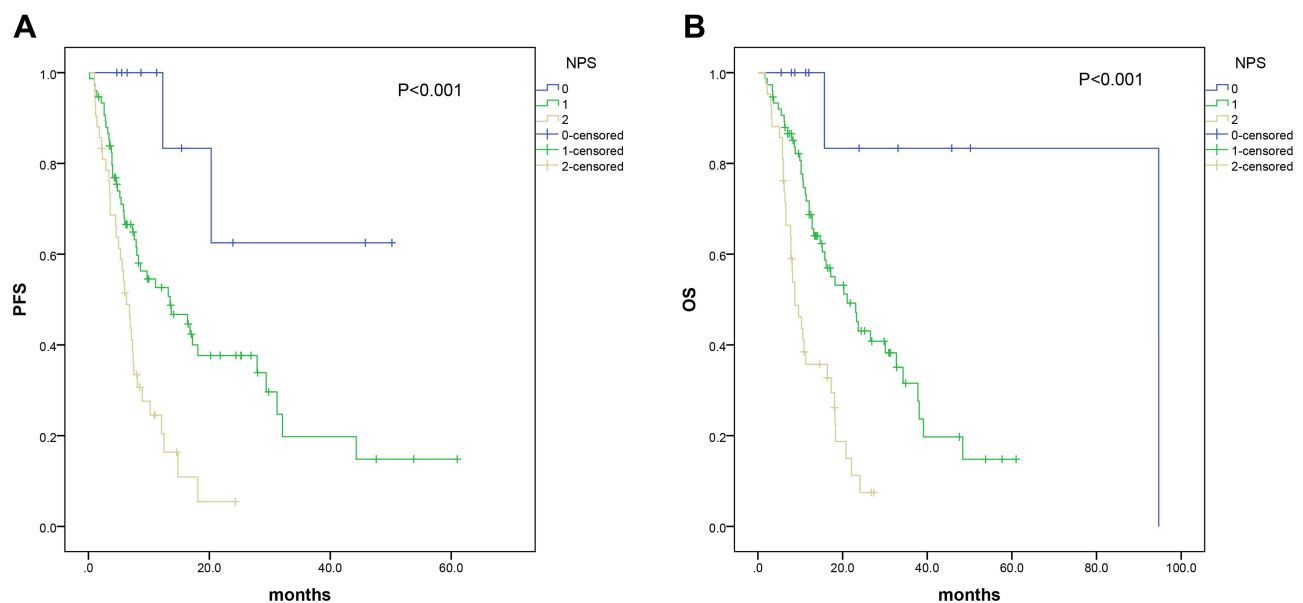 A
NPS
P<0.001
0
1
2
0-censored
1-censored
2-censored
1.0
0.8
0.6
0.4
0.2
0.0
PFS
.0 20.0 40.0 60.0
months
B
NPS
P<0.001
0
1
2
0-censored
1-censored
2-censored
1.0
0.8
0.6
0.4
0.2
0.0
OS
.0 20.0 40.0 60.0 80.0 100.0
months